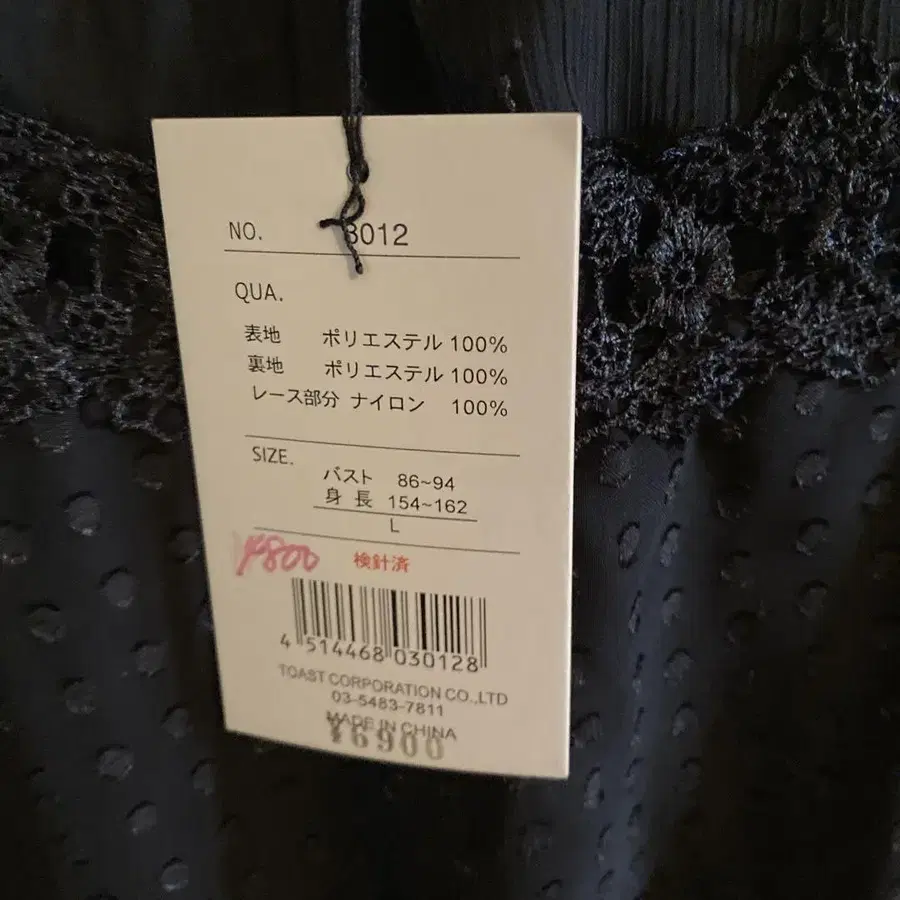 NO. 3012
QUA.
表地 ポリエステル 100%
裏地 ポリエステル 100%
レース部分 ナイロン 100%
SIZE.
バスト 86~94
身長 154~162
L
¥800 検針済
4 514468 030128
TOAST CORPORATION CO.,LTD
03-5483-7811
MADE IN CHINA
¥6900